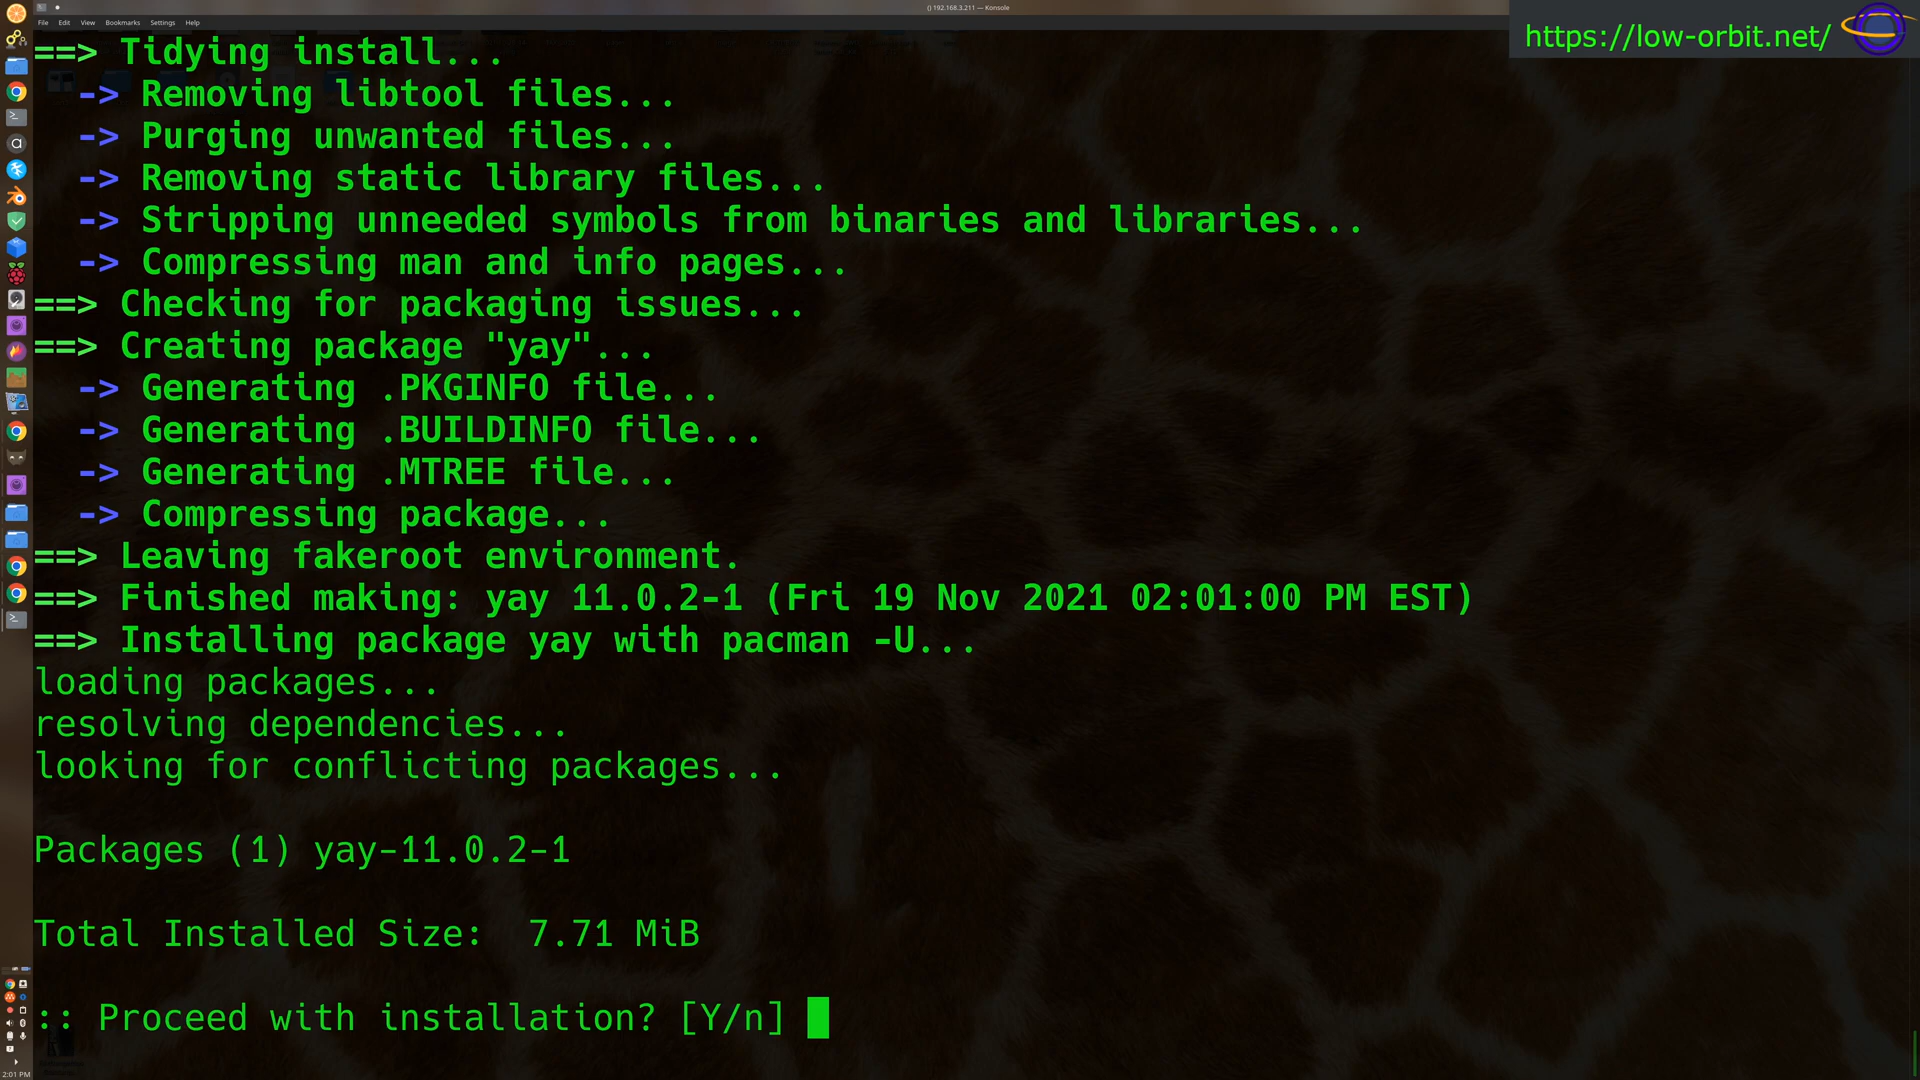 () 192.168.3.211 — Konsole
File Edit View Bookmarks Settings Help
https://low-orbit.net/
==> Tidying install...
-> Removing libtool files...
-> Purging unwanted files...
-> Removing static library files...
-> Stripping unneeded symbols from binaries and libraries...
-> Compressing man and info pages...
==> Checking for packaging issues...
==> Creating package "yay"...
-> Generating .PKGINFO file...
-> Generating .BUILDINFO file...
-> Generating .MTREE file...
-> Compressing package...
==> Leaving fakeroot environment.
==> Finished making: yay 11.0.2-1 (Fri 19 Nov 2021 02:01:00 PM EST)
==> Installing package yay with pacman -U...
loading packages...
resolving dependencies...
looking for conflicting packages...
Packages (1) yay-11.0.2-1
Total Installed Size:  7.71 MiB
:: Proceed with installation? [Y/n]
2:01 PM